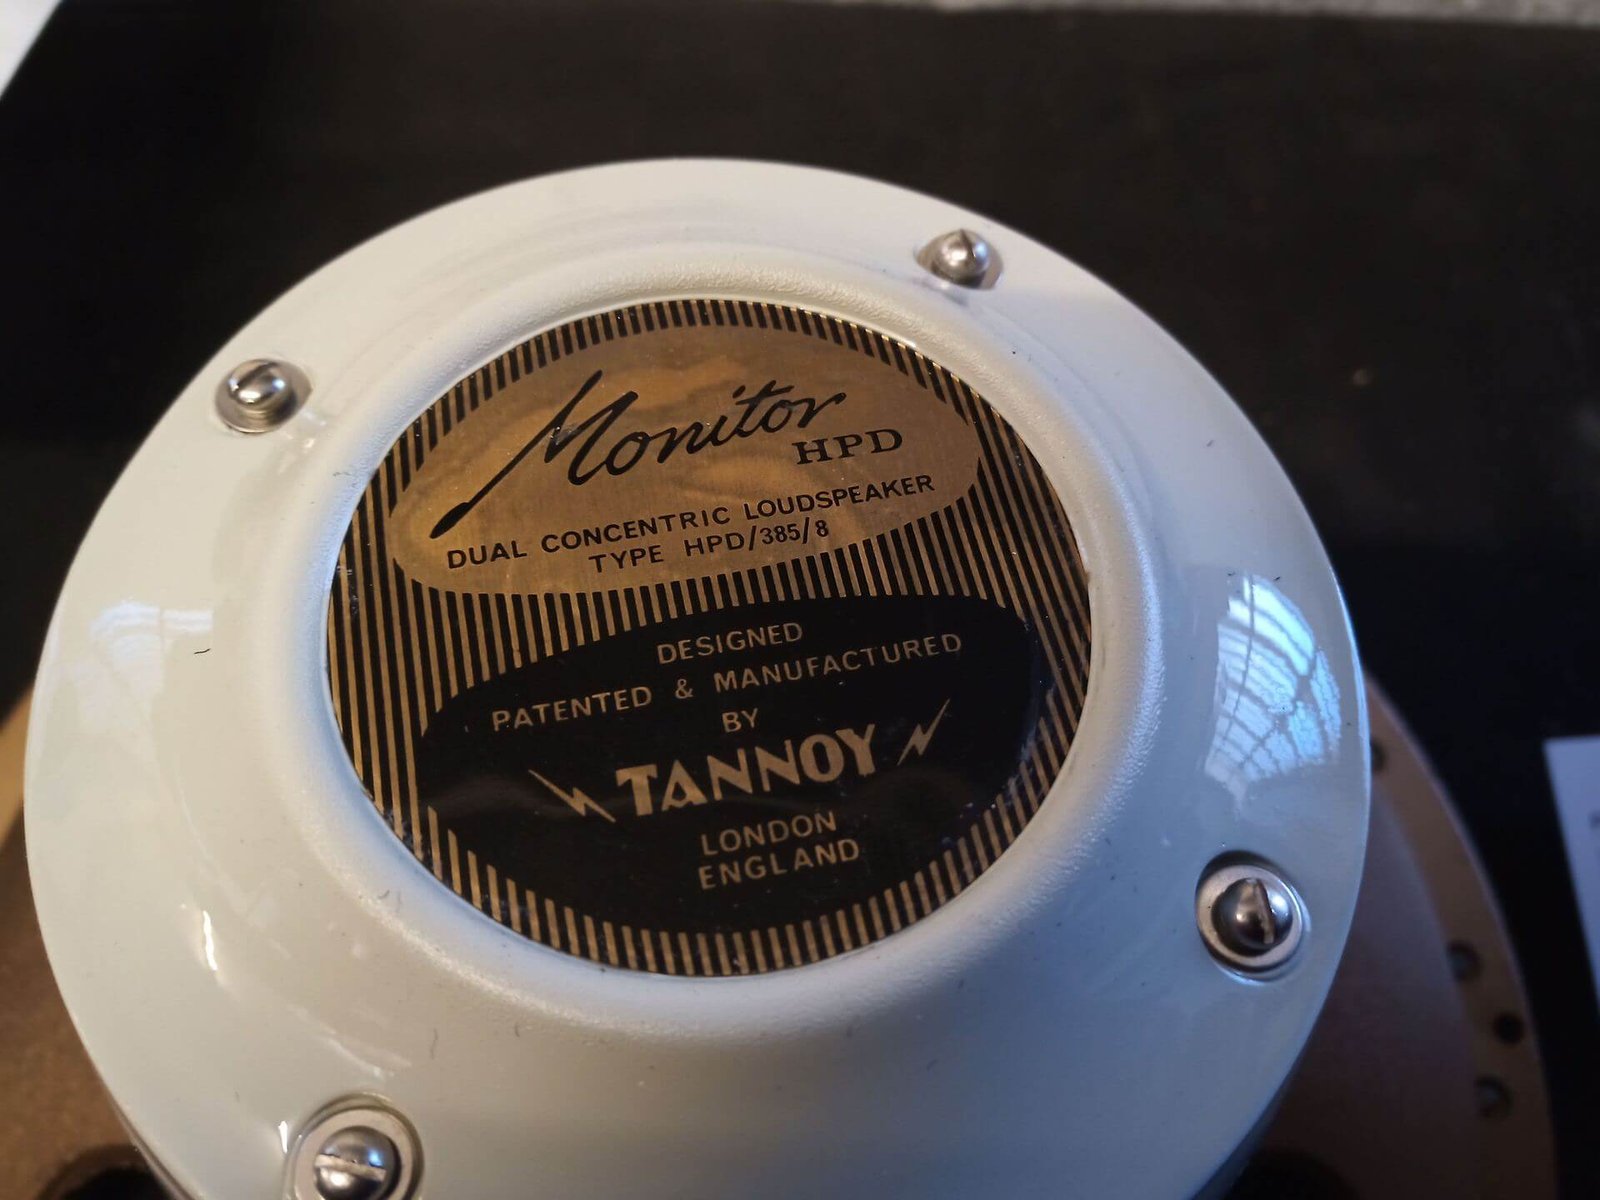 Monitor
HPD
DUAL CONCENTRIC LOUDSPEAKER
TYPE HPD/385/8
DESIGNED
PATENTED & MANUFACTURED
BY
TANNOY
LONDON
ENGLAND